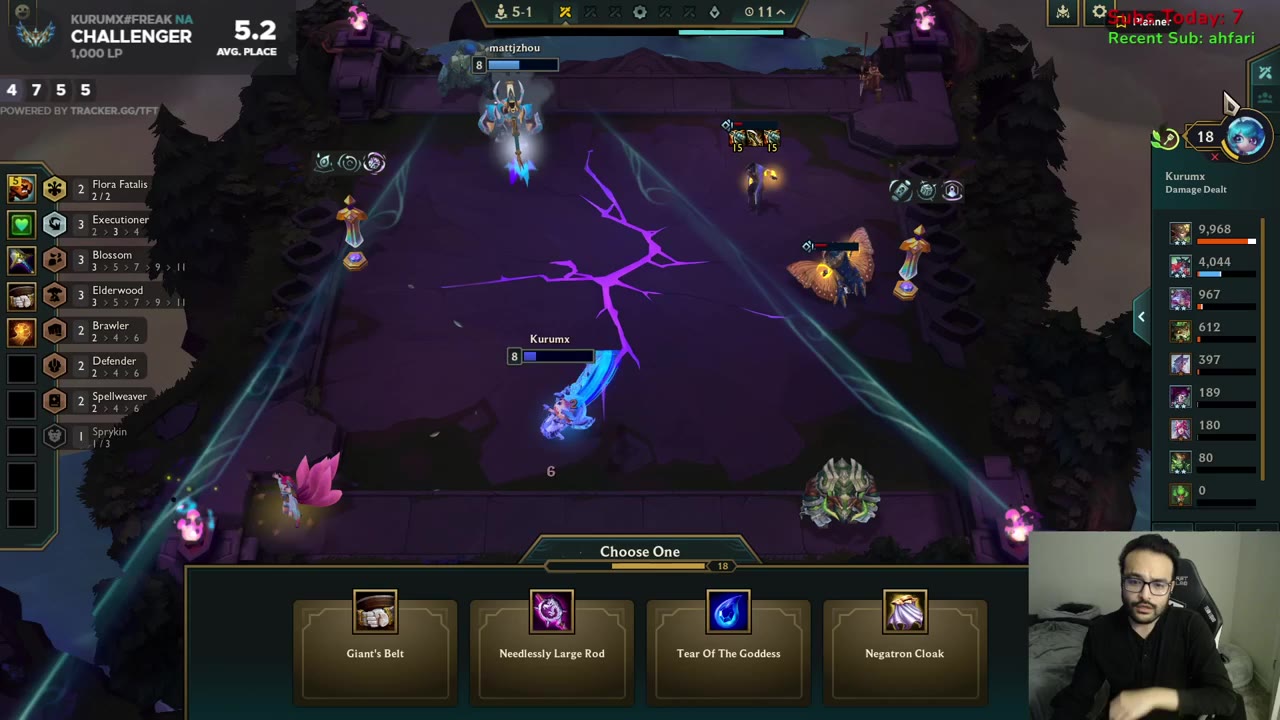 KURUMX#FREAK NA
CHALLENGER
1,000 LP
5.2
AVG. PLACE
4 7 5 5
POWERED BY TRACKER.GG/TFT
5-1
11
Subs Today: 7
Planner
Recent Sub: ahfari
mattjzhou
8
15 15
18
Kurumx
Damage Dealt
9,968
4,044
967
612
397
189
180
80
0
2 Flora Fatalis
2 / 2
3 Executioner
2 > 3 > 4
3 Blossom
3 > 5 > 7 > 9 > 11
3 Elderwood
3 > 5 > 7 > 9 > 11
2 Brawler
2 > 4 > 6
2 Defender
2 > 4 > 6
2 Spellweaver
2 > 4 > 6
1 Sprykin
1 / 3
Kurumx
8
6
Choose One
18
Giant's Belt
Needlessly Large Rod
Tear Of The Goddess
Negatron Cloak